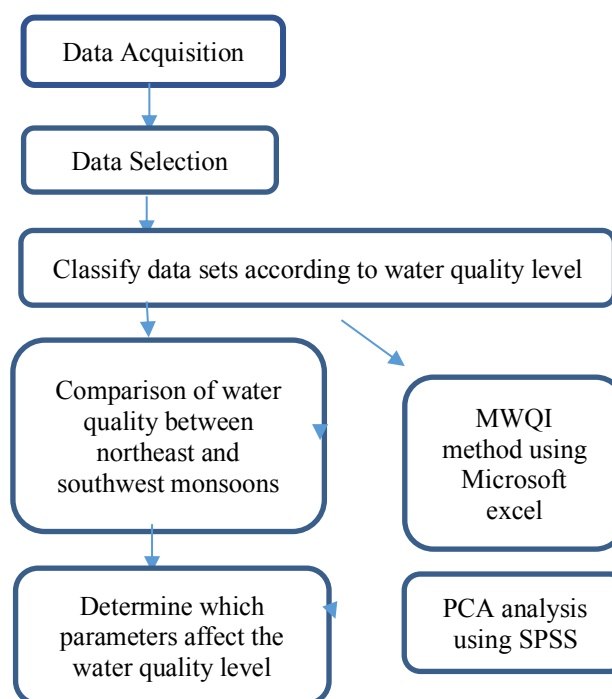 Data Acquisition
Data Selection
Classify data sets according to water quality level
Comparison of water
quality between
northeast and
southwest monsoons
MWQI
method using
Microsoft
excel
Determine which
parameters affect the
water quality level
PCA analysis
using SPSS